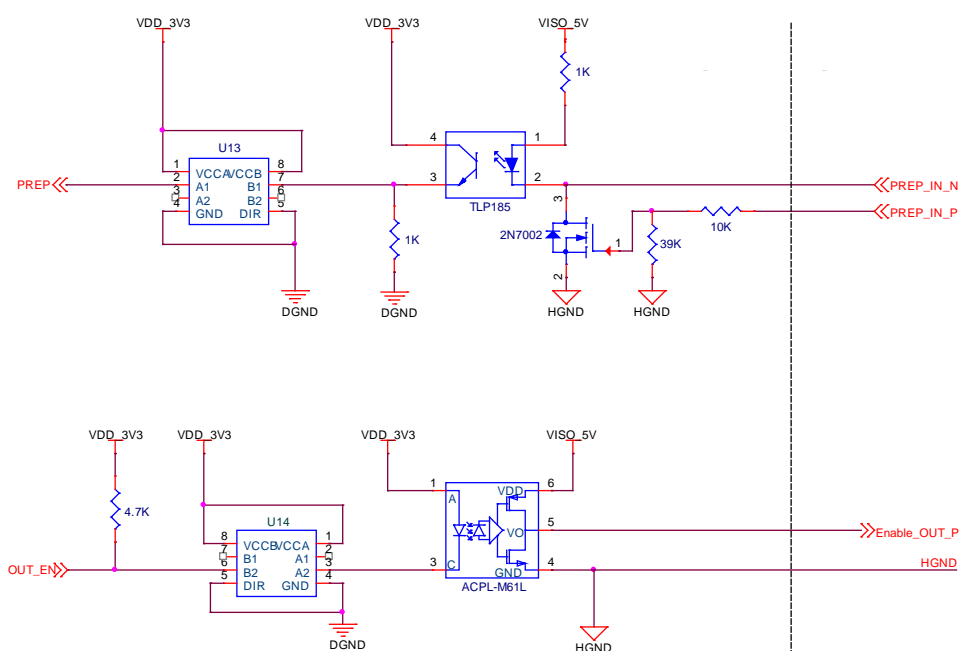 VDD_3V3 VDD_3V3 VISO_5V
1K
U13
4 1
1 VCCA VCCB 8
PREP 2 A1 B1 7 3 2 PREP_IN_N
3 A2 B2 6 TLP185 3 PREP_IN_P
4 GND DIR 5 10K
1K 2N7002 1 39K
2
DGND DGND HGND HGND
VDD_3V3 VDD_3V3 VDD_3V3 VISO_5V
1 A VDD 6
4.7K
U14
8 VCCB VCCA 1 VO 5 Enable_OUT_P
7 B1 A1 2
OUT_EN 6 B2 A2 3 3 C GND 4 HGND
5 DIR GND 4 ACPL-M61L
DGND HGND